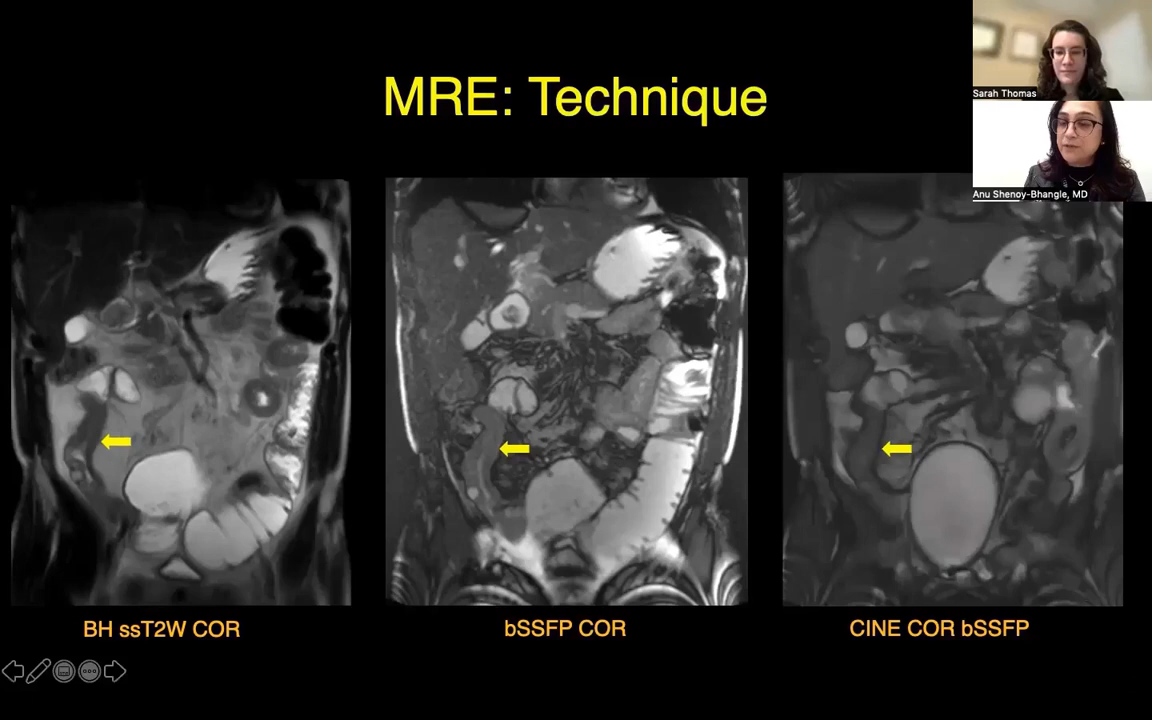 MRE: Technique
Sarah Thomas
Anu Shenoy-Bhangle, MD
BH ssT2W COR
bSSFP COR
CINE COR bSSFP